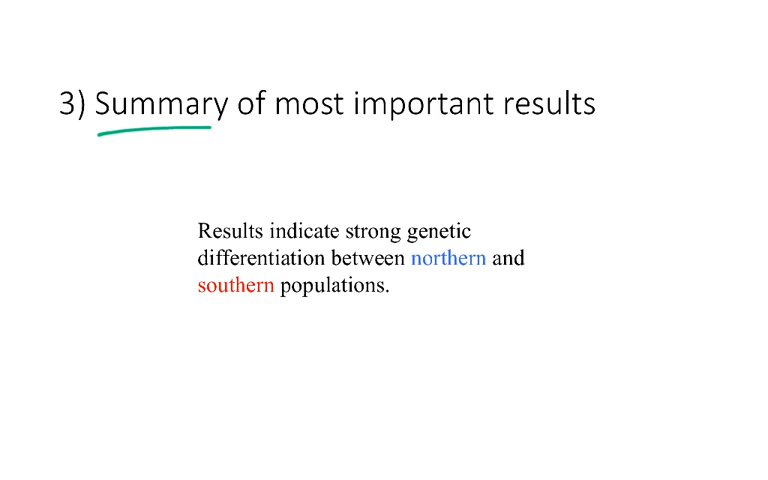 3) Summary of most important results
Results indicate strong genetic
differentiation between northern and
southern populations.